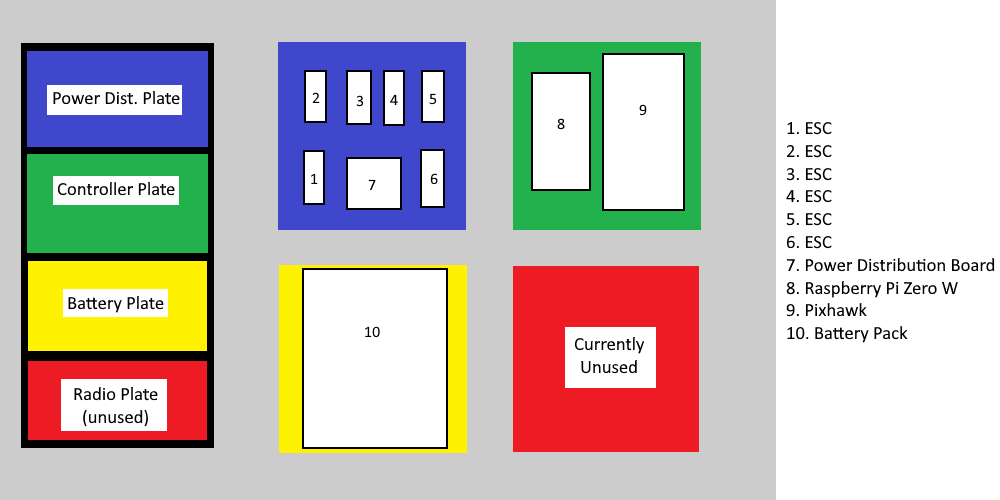 Power Dist. Plate
Controller Plate
Battery Plate
Radio Plate
(unused)
2
3
4
5
1
7
6
8
9
10
Currently
Unused
1. ESC
2. ESC
3. ESC
4. ESC
5. ESC
6. ESC
7. Power Distribution Board
8. Raspberry Pi Zero W
9. Pixhawk
10. Battery Pack